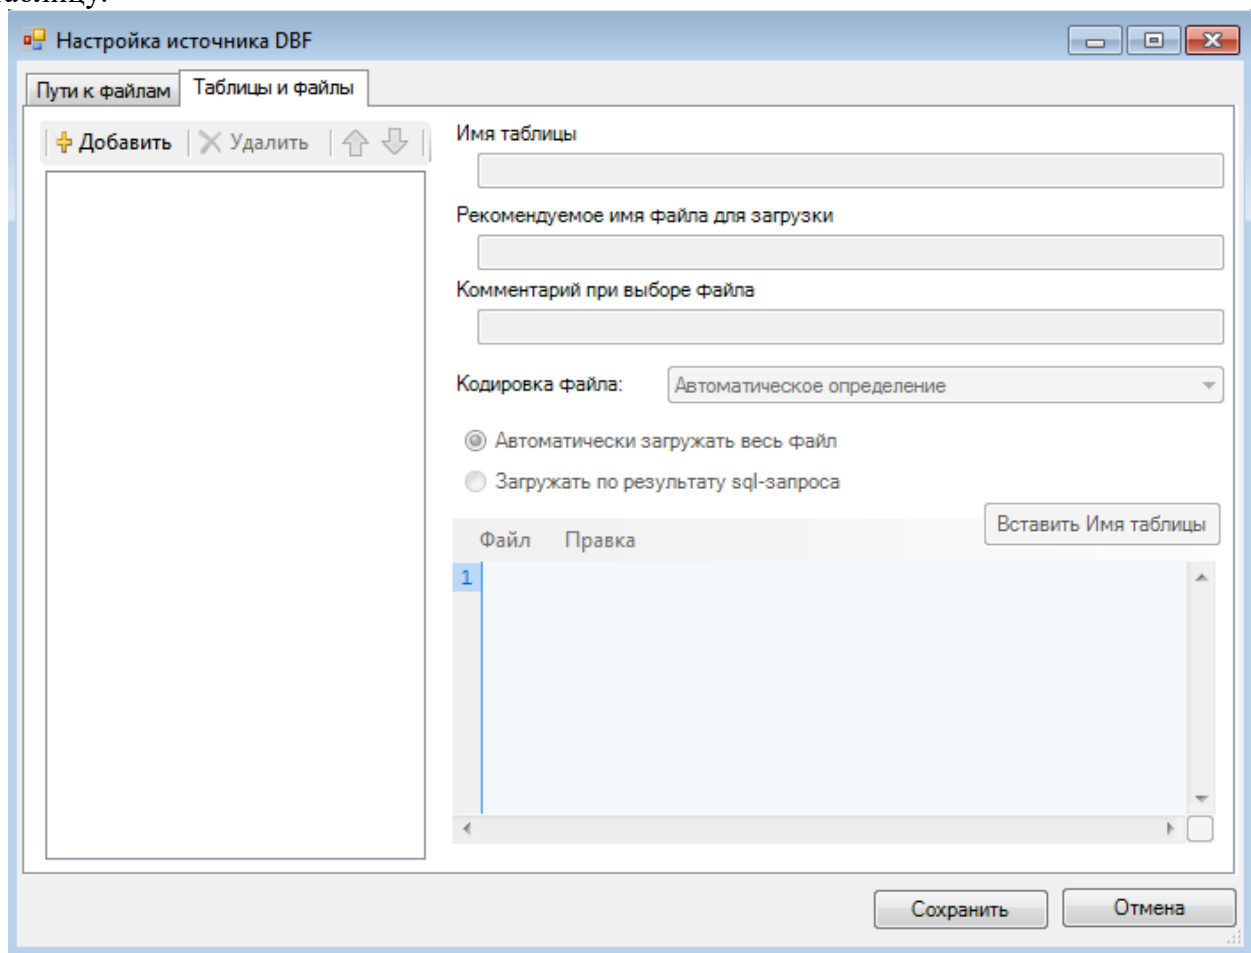 Настройка источника DBF
Пути к файлам Таблицы и файлы
Добавить Удалить
Имя таблицы
Рекомендуемое имя файла для загрузки
Комментарий при выборе файла
Кодировка файла: Автоматическое определение
Автоматически загружать весь файл
Загружать по результату sql-запроса
Вставить Имя таблицы
Файл Правка
1
Сохранить Отмена